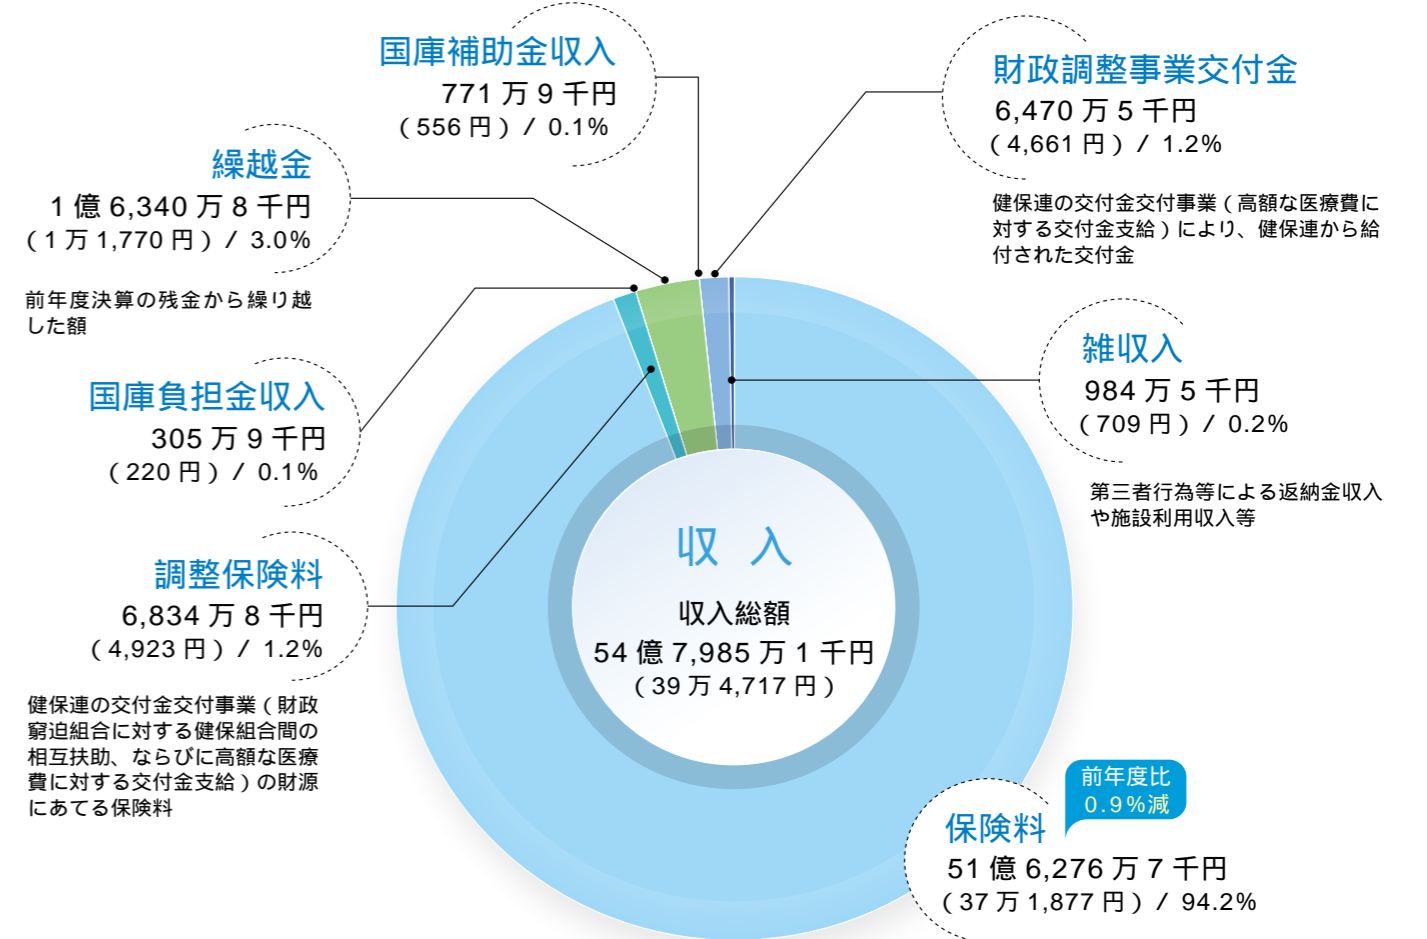 国庫補助金収入
771 万 9 千円
（556 円）/ 0.1%
財政調整事業交付金
6,470 万 5 千円
（4,661 円）/ 1.2%
健保連の交付金交付事業（高額な医療費に
対する交付金支給）により、健保連から給
付された交付金
繰越金
1 億 6,340 万 8 千円
（1 万 1,770 円）/ 3.0%
前年度決算の残金から繰り越
した額
雑収入
984 万 5 千円
（709 円）/ 0.2%
第三者行為等による返納金収入
や施設利用収入等
国庫負担金収入
305 万 9 千円
（220 円）/ 0.1%
調整保険料
6,834 万 8 千円
（4,923 円）/ 1.2%
健保連の交付金交付事業（財政
窮迫組合に対する健保組合間の
相互扶助、ならびに高額な医療
費に対する交付金支給）の財源
にあてる保険料
収 入
収入総額
54 億 7,985 万 1 千円
（39 万 4,717 円）
前年度比
0.9%減
保険料
51 億 6,276 万 7 千円
（37 万 1,877 円）/ 94.2%